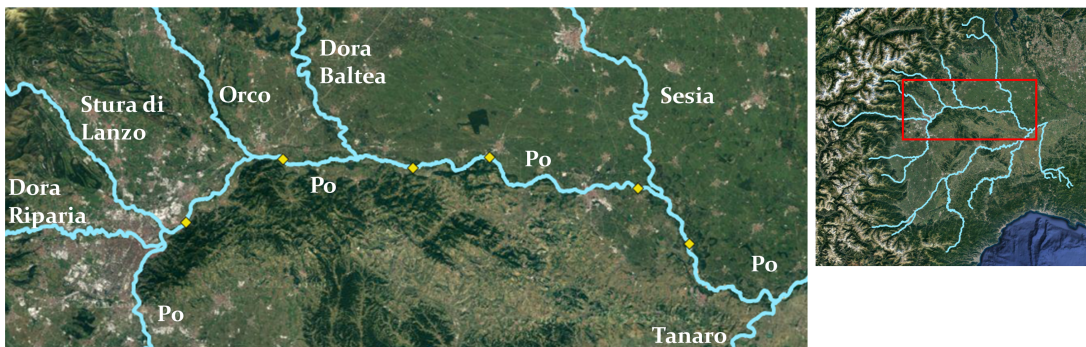 Dora
Baltea
Stura di
Lanzo
Orco
Sesia
Po
Po
Dora
Riparia
Po
Po
Tanaro